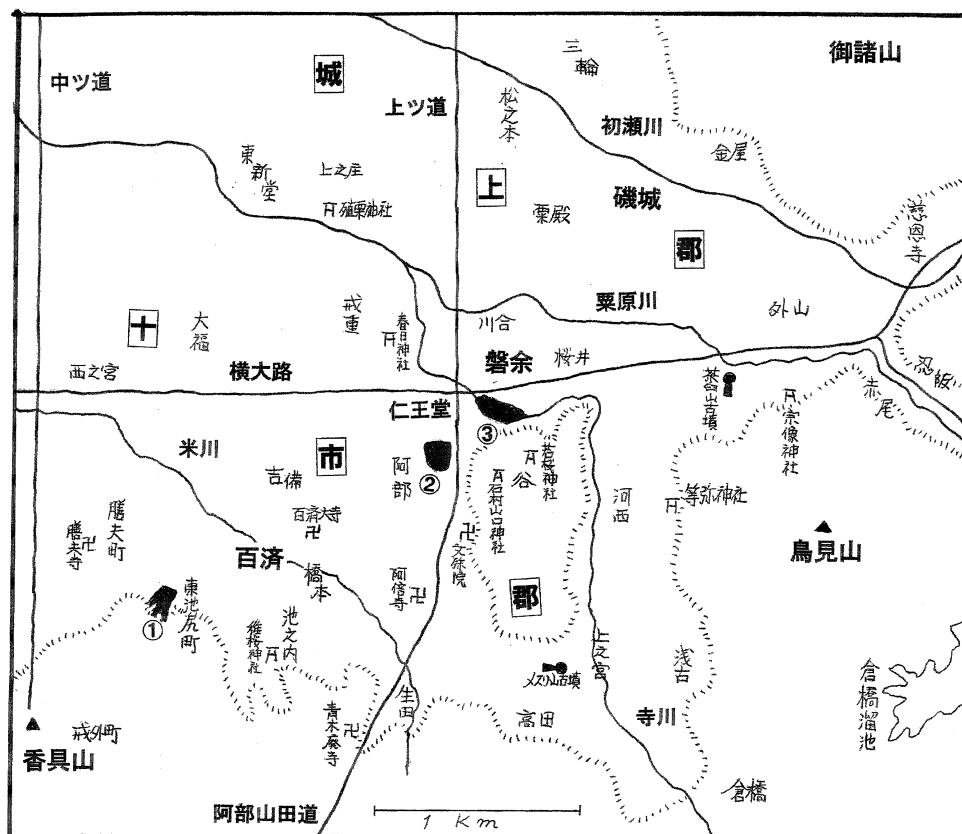 三輪
御諸山
中ツ道
城
上ツ道
松之本
初瀬川
金屋
東新堂
上之庄
殖栗神社
上
粟殿
磯城
慈恩寺
郡
戒重
粟原川
外山
十
大福
春日神社
川合
磐余
桜井
忍阪
西之宮
横大路
茶臼山古墳
赤尾
仁王堂
③
宗像神社
米川
市
阿部
②
若桜神社
谷
石村山口神社
吉備
河西
等弥神社
膳夫町
百済大寺
膳夫寺
文殊院
鳥見山
百済
橋本
阿倍寺
東池尻町
①
郡
池之内
稚桜神社
上之宮
浅古
メスリ山古墳
生田
倉橋溜池
青木廃寺
高田
寺川
戒外町
香具山
倉橋
阿部山田道
1 Km